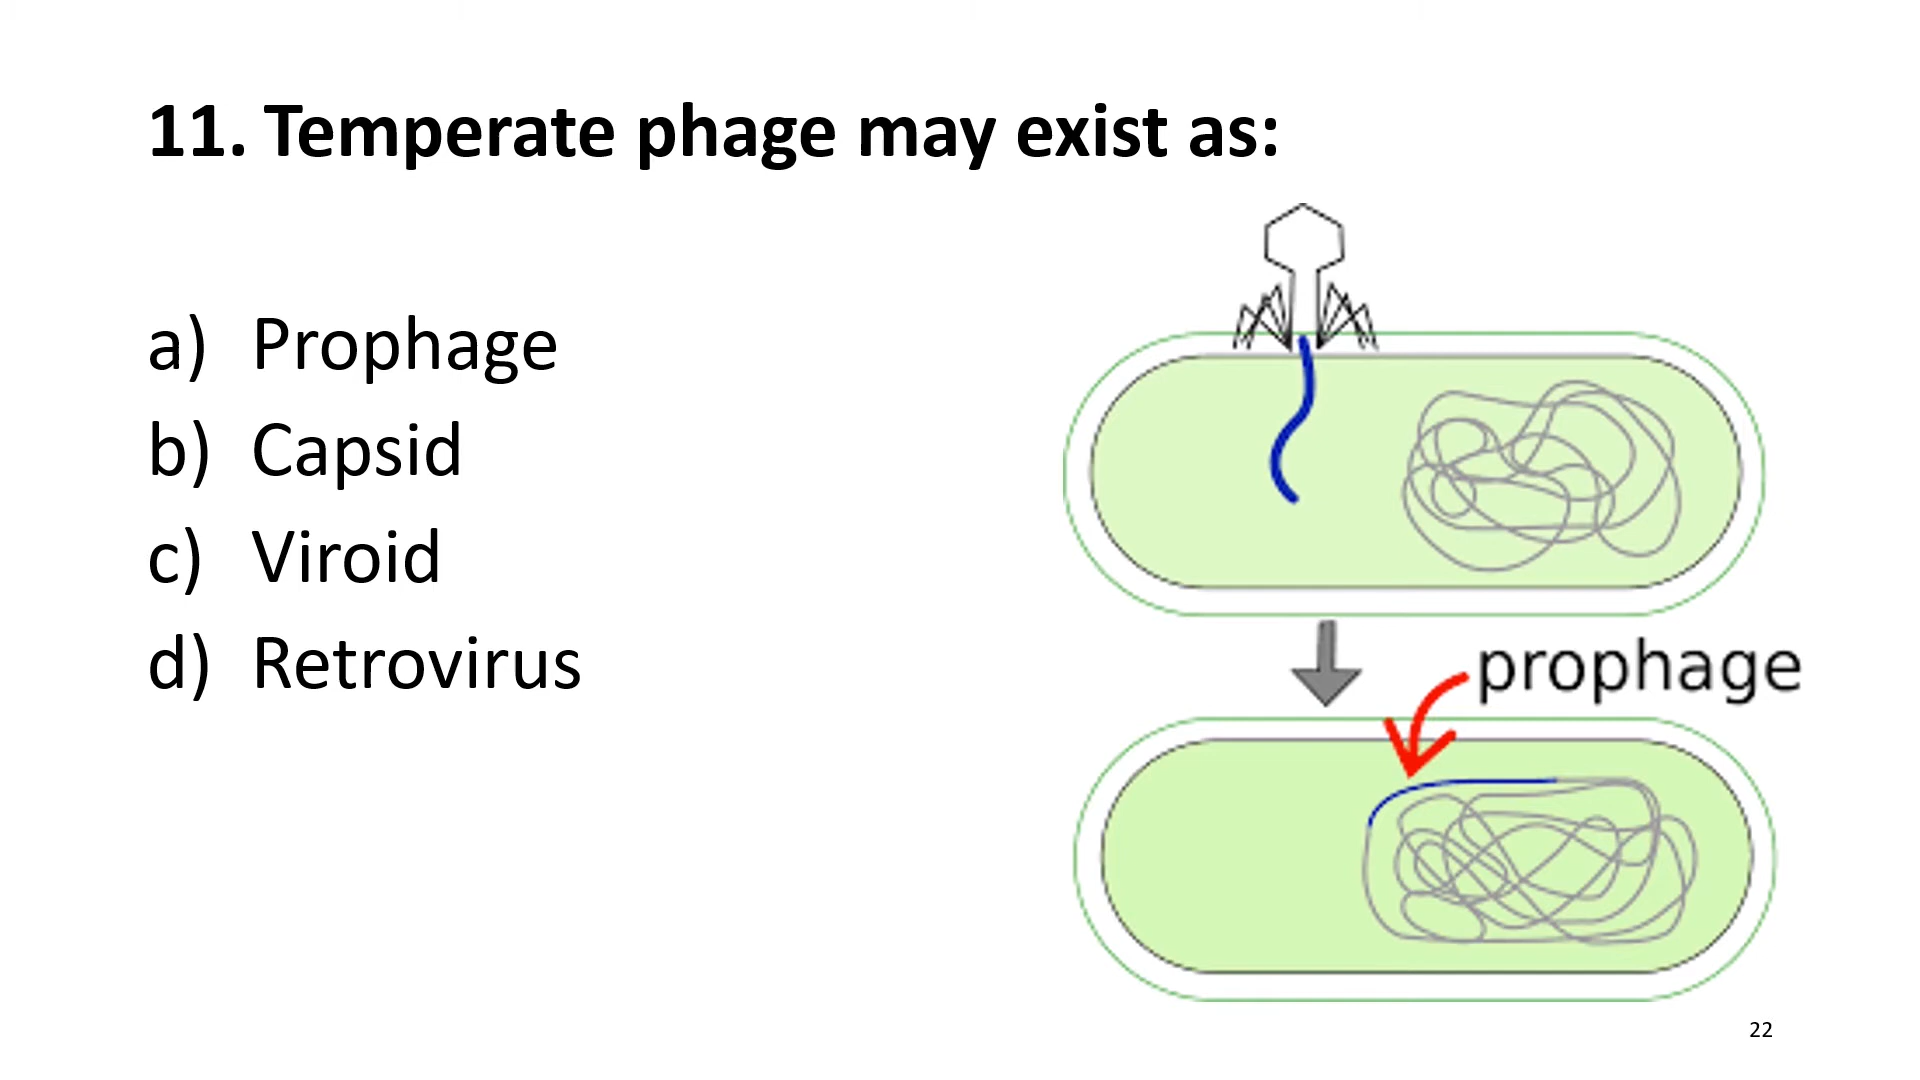 11. Temperate phage may exist as:
a) Prophage
b) Capsid
c) Viroid
d) Retrovirus
prophage
22